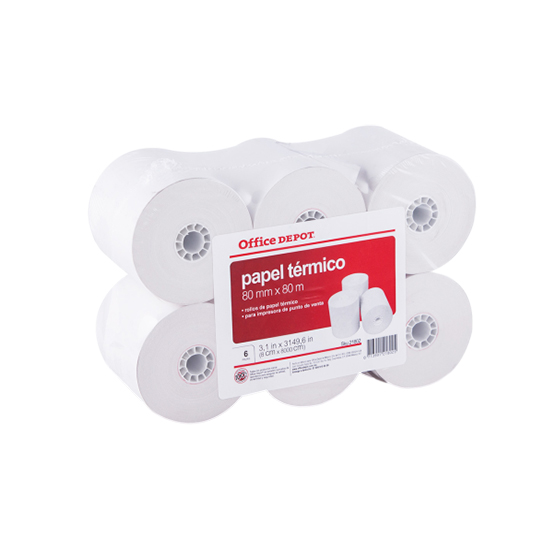 Office DEPOT.
papel térmico
80 mm x 80 m
• rollos de papel térmico
• para impresora de punto de venta
6
3.1 in x 3149,6 in
(8 cm x 8000 cm)